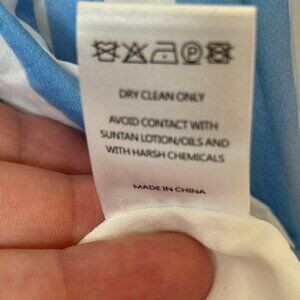 DRY CLEAN ONLY
AVOID CONTACT WITH
SUNTAN LOTION/OILS AND
WITH HARSH CHEMICALS
MADE IN CHINA